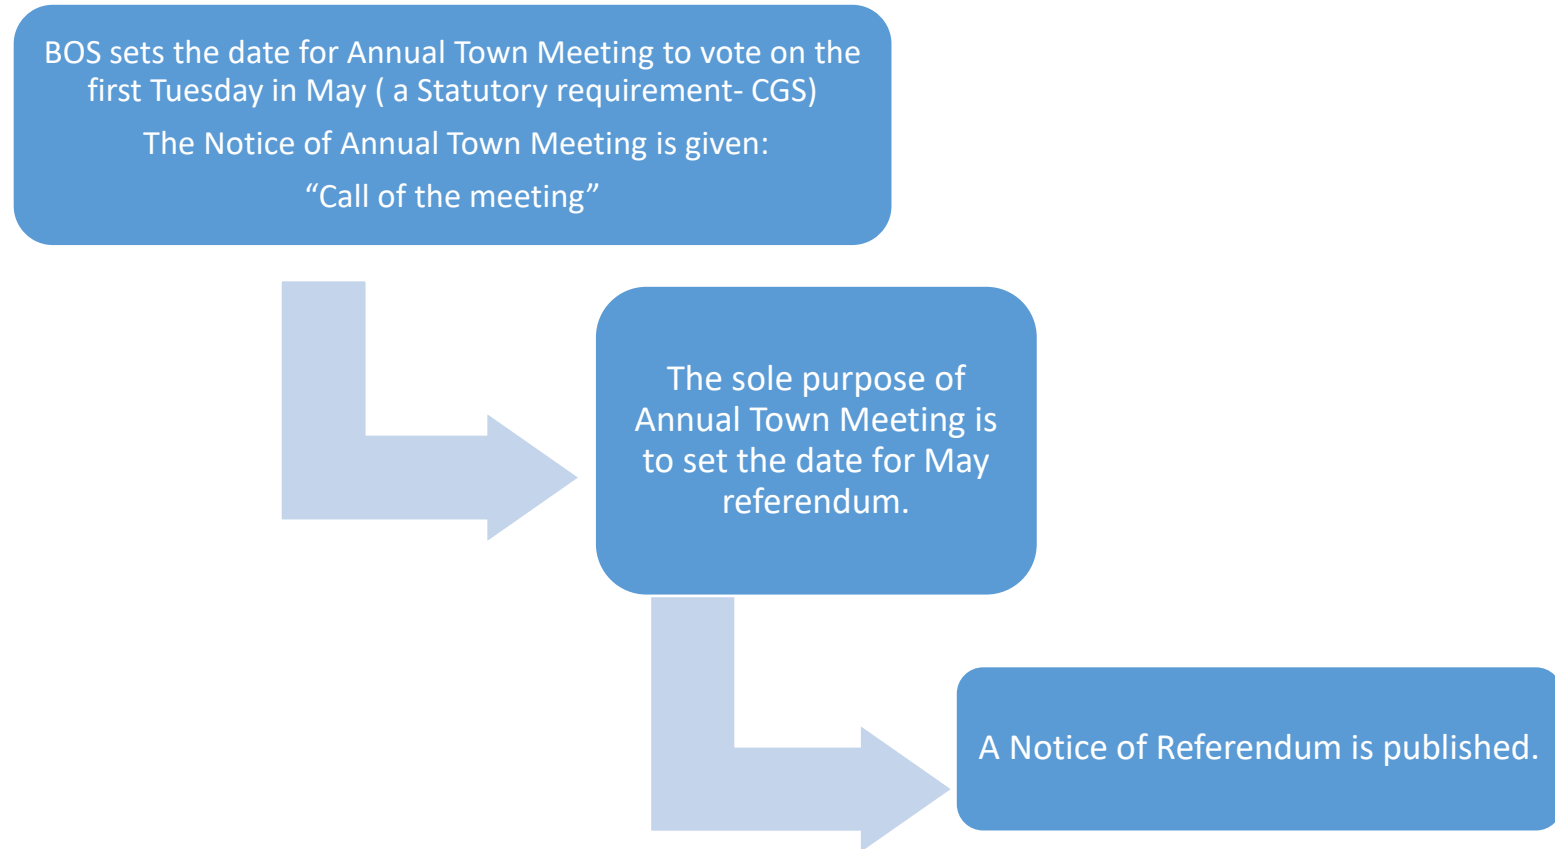 BOS sets the date for Annual Town Meeting to vote on the
first Tuesday in May ( a Statutory requirement- CGS)
The Notice of Annual Town Meeting is given:
“Call of the meeting”
The sole purpose of
Annual Town Meeting is
to set the date for May
referendum.
A Notice of Referendum is published.